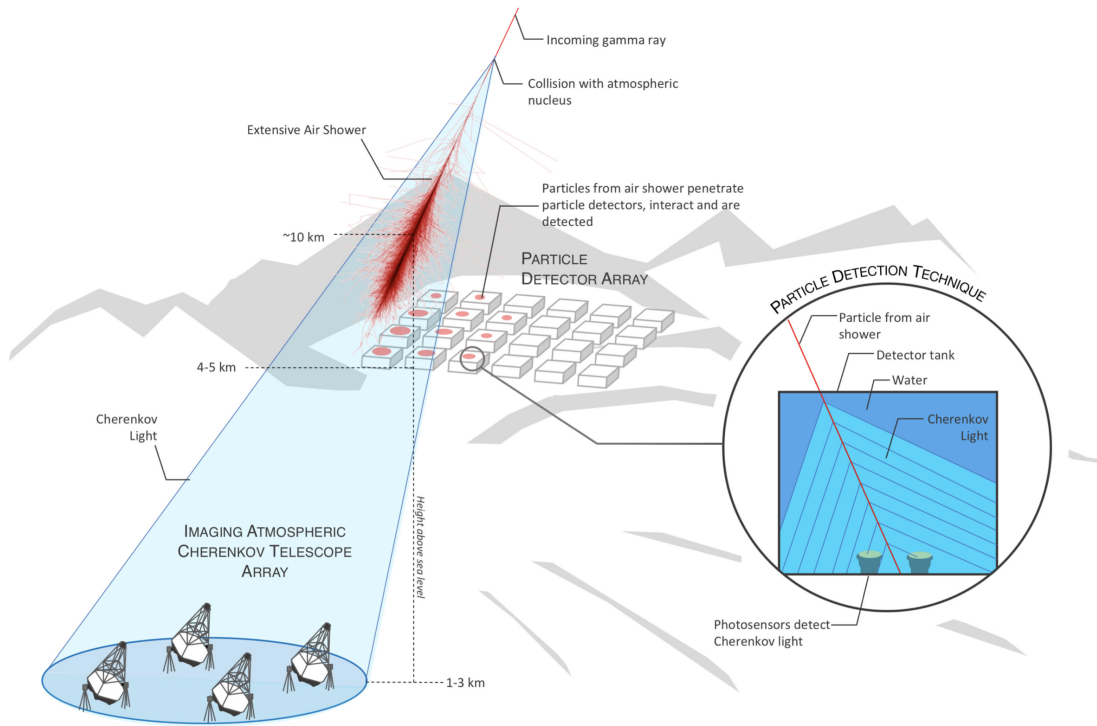 Incoming gamma ray
Collision with atmospheric
nucleus
Extensive Air Shower
Particles from air shower penetrate
particle detectors, interact and are
detected
~10 km
PARTICLE
DETECTOR ARRAY
PARTICLE DETECTION TECHNIQUE
Particle from air
shower
Detector tank
Water
Cherenkov
Light
4-5 km
Cherenkov
Light
Height above sea level
IMAGING ATMOSPHERIC
CHERENKOV TELESCOPE
ARRAY
Photosensors detect
Cherenkov light
1-3 km